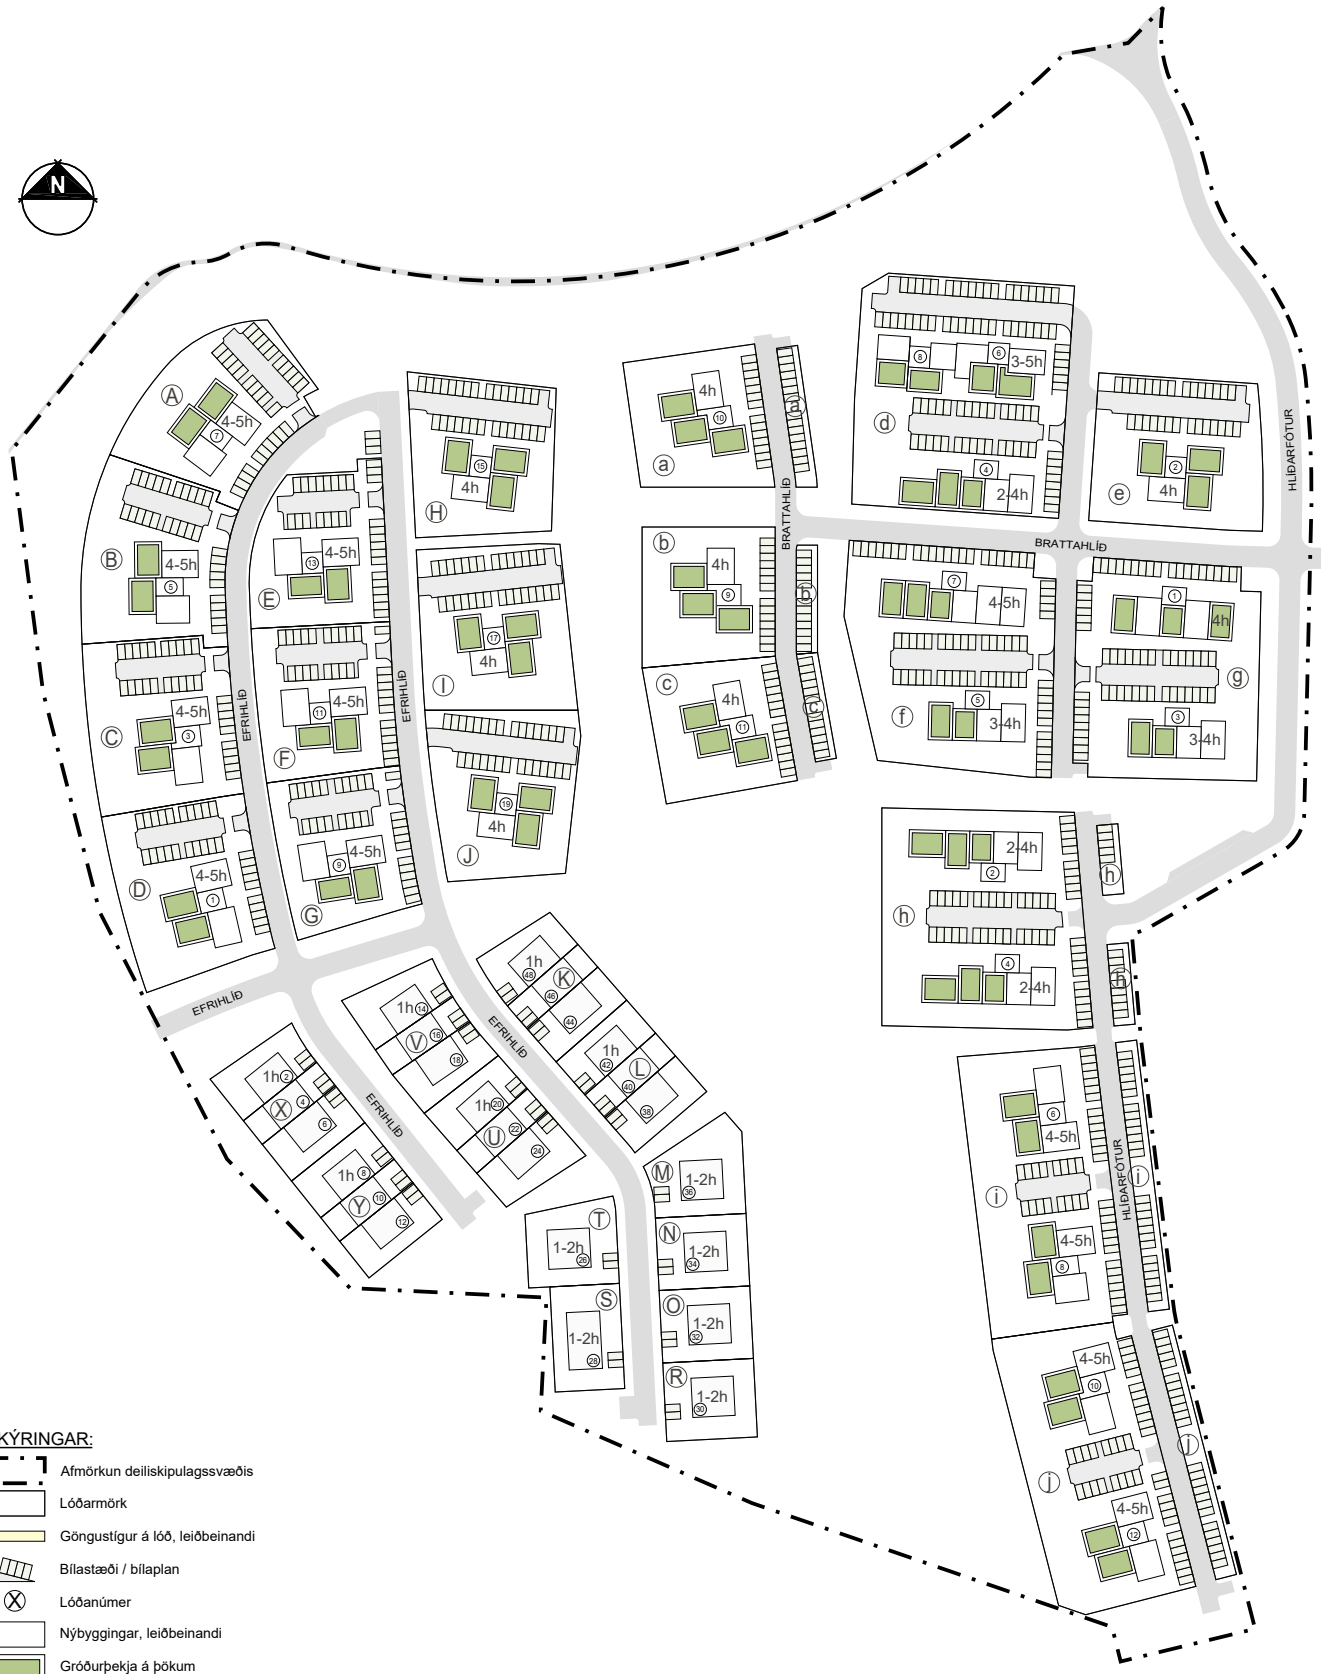 N
HLÍÐARFÓTUR
A
4-5h
7
B
4-5h
5
C
4-5h
3
D
4-5h
1
E
4-5h
13
F
4-5h
11
G
4-5h
9
H
4h
15
I
4h
17
J
4h
19
EFRIHLÍÐ
EFRIHLÍÐ
EFRIHLÍÐ
EFRIHLÍÐ
EFRIHLÍÐ
a
4h
10
a
b
4h
9
b
c
4h
11
c
BRATTAHLÍÐ
BRATTAHLÍÐ
d
8
6
3-5h
4
2-4h
e
2
4h
f
7
4-5h
5
3-4h
g
1
4h
3
3-4h
h
2-4h
2
h
4
2-4h
h
i
6
4-5h
4-5h
8
i
HLÍÐARFÓTUR
j
4-5h
10
4-5h
12
j
K
1h
48
46
44
L
1h
42
40
38
V
1h
14
16
18
U
1h
20
22
24
X
1h
2
4
6
Y
1h
8
10
12
M
1-2h
36
N
1-2h
34
O
1-2h
32
R
1-2h
30
T
1-2h
26
S
1-2h
28
KÝRINGAR:
Afmörkun deiliskipulagssvæðis
Lóðarmörk
Göngustígur á lóð, leiðbeinandi
Bílastæði / bílaplan
X
Lóðanúmer
Nýbyggingar, leiðbeinandi
Gróðurþekja á þökum